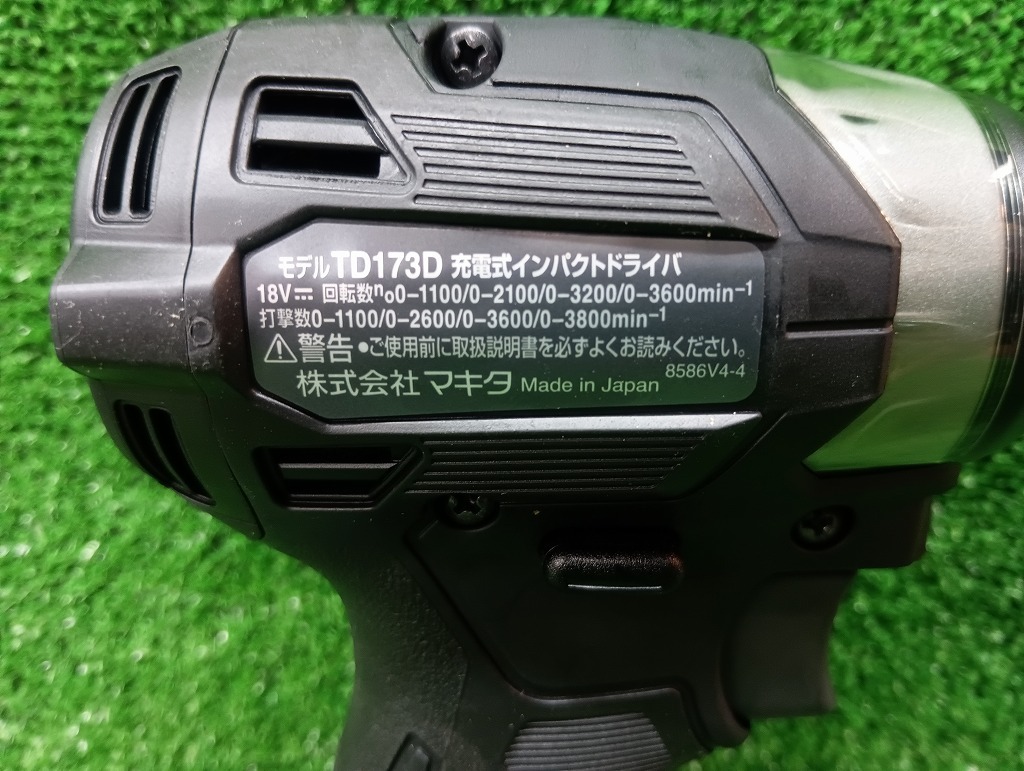 モデルTD173D 充電式インパクトドライバ
18V⎓ 回転数n₀0-1100/0-2100/0-3200/0-3600min⁻¹
打撃数0-1100/0-2600/0-3600/0-3800min⁻¹
⚠警告 ●ご使用前に取扱説明書を必ずよくお読みください。
8586V4-4
株式会社 マキタ Made in Japan